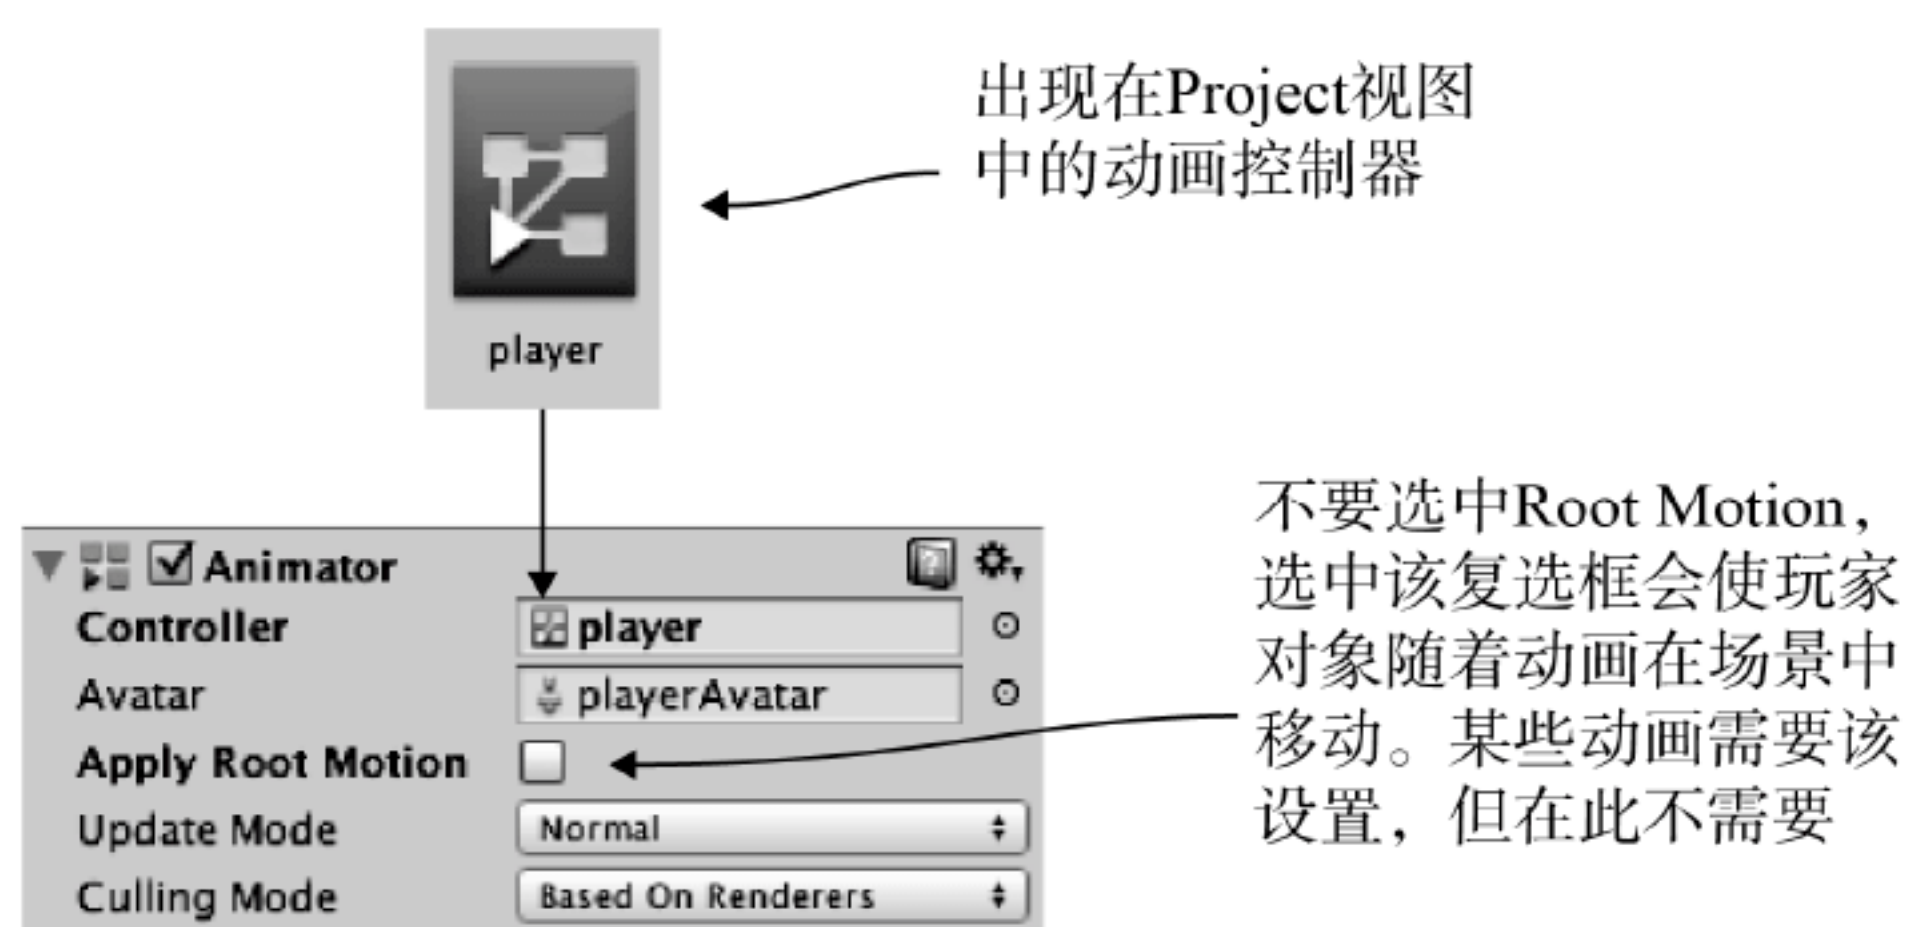 出现在Project视图
中的动画控制器
player
不要选中Root Motion，
选中该复选框会使玩家
对象随着动画在场景中
移动。某些动画需要该
设置，但在此不需要
Animator
Controller
player
Avatar
playerAvatar
Apply Root Motion
Update Mode
Normal
Culling Mode
Based On Renderers